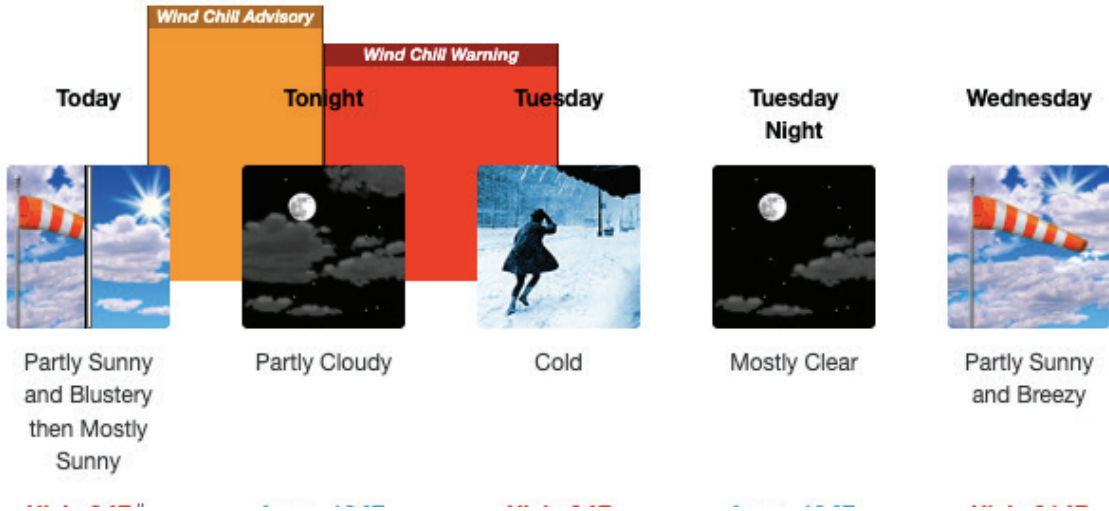 Wind Chill Advisory
Wind Chill Warning
Today
Tonight
Tuesday
Tuesday
Night
Wednesday
Partly Sunny
and Blustery
then Mostly
Sunny
Partly Cloudy
Cold
Mostly Clear
Partly Sunny
and Breezy